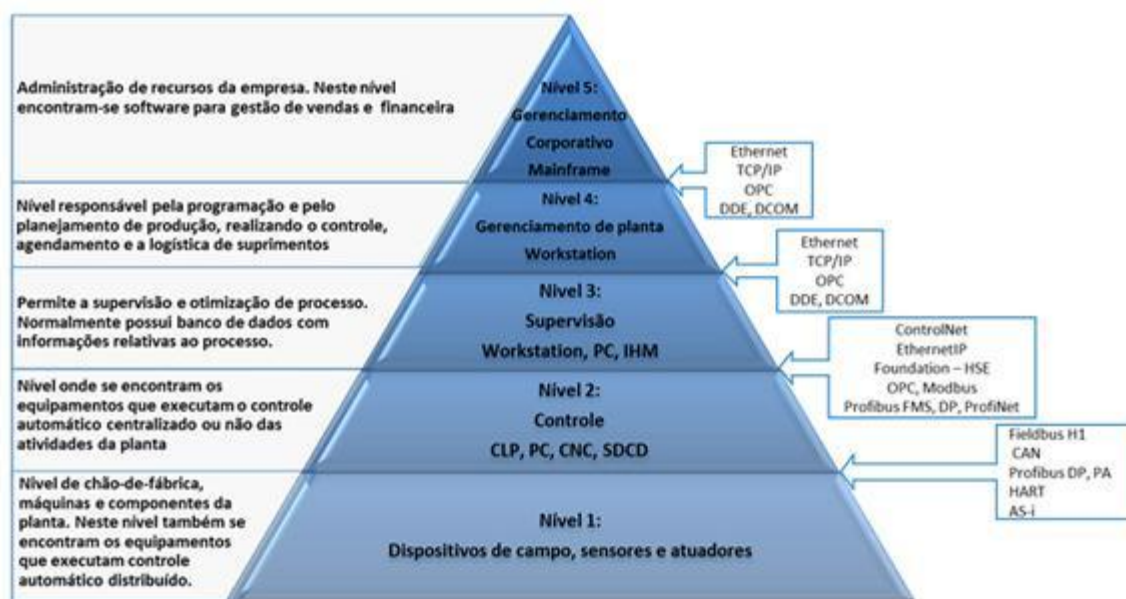 Administração de recursos da empresa. Neste nível
encontram-se software para gestão de vendas e financeira
Nível 5:
Gerenciamento
Corporativo
Mainframe
Ethernet
TCP/IP
OPC
DDE, DCOM
Nível responsável pela programação e pelo
planejamento de produção, realizando o controle,
agendamento e a logística de suprimentos
Nível 4:
Gerenciamento de planta
Workstation
Ethernet
TCP/IP
OPC
DDE, DCOM
Permite a supervisão e otimização de processo.
Normalmente possui banco de dados com
informações relativas ao processo.
Nível 3:
Supervisão
Workstation, PC, IHM
ControlNet
EthernetIP
Foundation – HSE
OPC, Modbus
Profibus FMS, DP, ProfiNet
Nível onde se encontram os
equipamentos que executam o controle
automático centralizado ou não das
atividades da planta
Nível 2:
Controle
CLP, PC, CNC, SDCD
Fieldbus H1
CAN
Profibus DP, PA
HART
AS-i
Nível de chão-de-fábrica,
máquinas e componentes da
planta. Neste nível também se
encontram os equipamentos
que executam controle
automático distribuído.
Nível 1:
Dispositivos de campo, sensores e atuadores